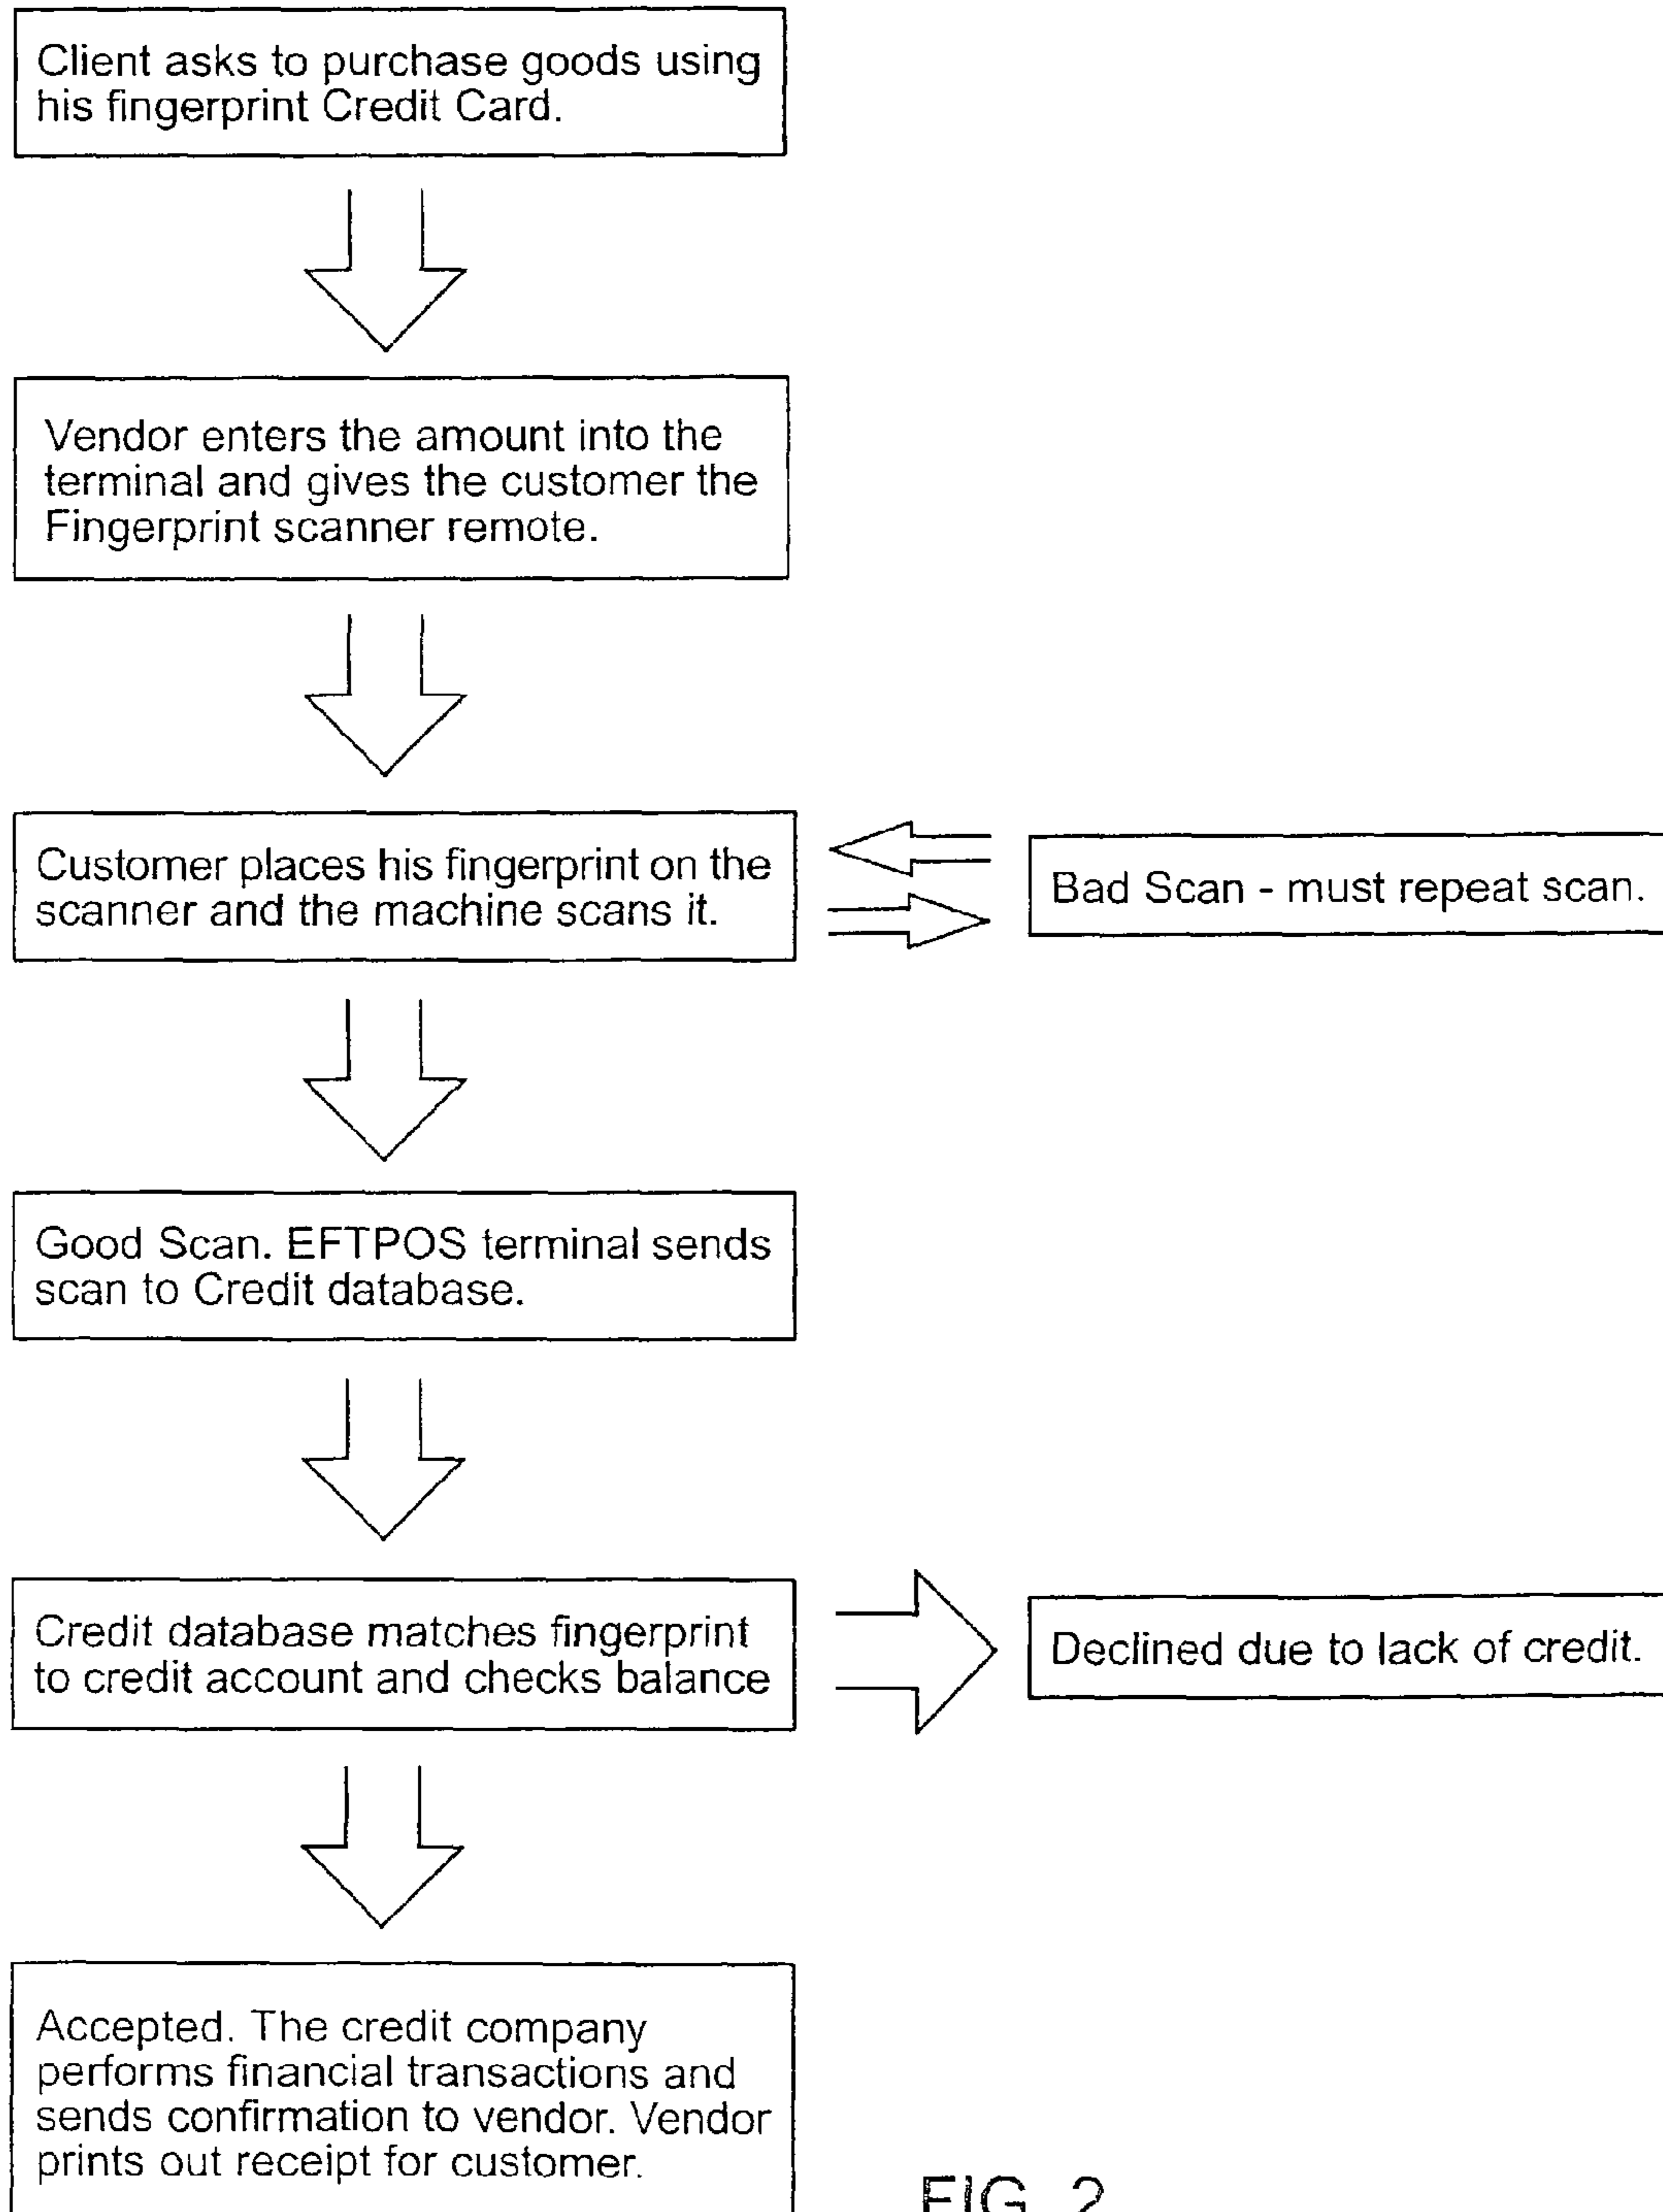 Client asks to purchase goods using
his fingerprint Credit Card.
Vendor enters the amount into the
terminal and gives the customer the
Fingerprint scanner remote.
Customer places his fingerprint on the
scanner and the machine scans it.
Bad Scan - must repeat scan.
Good Scan. EFTPOS terminal sends
scan to Credit database.
Credit database matches fingerprint
to credit account and checks balance
Declined due to lack of credit.
Accepted. The credit company
performs financial transactions and
sends confirmation to vendor. Vendor
prints out receipt for customer.
FIG. 2